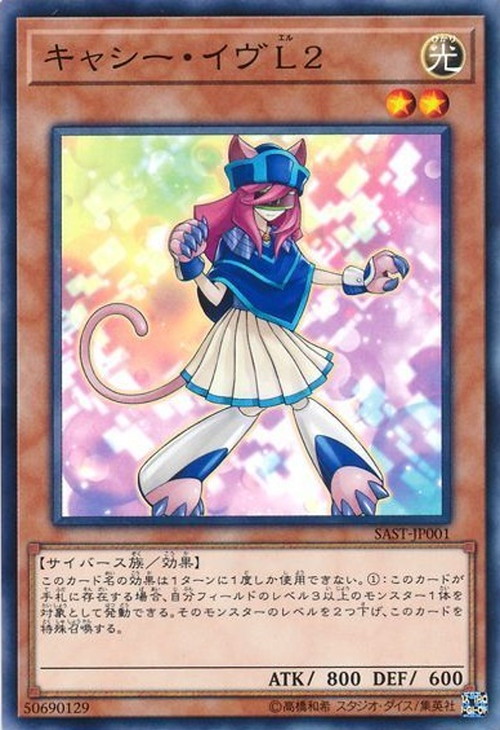 キャシー・イヴL2
エル
光
ひかり
SAST-JP001
【サイバース族/効果】
このカード名の効果は1ターンに1度しか使用できない。①:このカードが
手札に存在する場合、自分フィールドのレベル3以上のモンスター1体を
対象として発動できる。そのモンスターのレベルを2つ下げ、このカードを
特殊召喚する。
ATK/ 800 DEF/ 600
50690129 ©高橋和希 スタジオ・ダイス/集英社